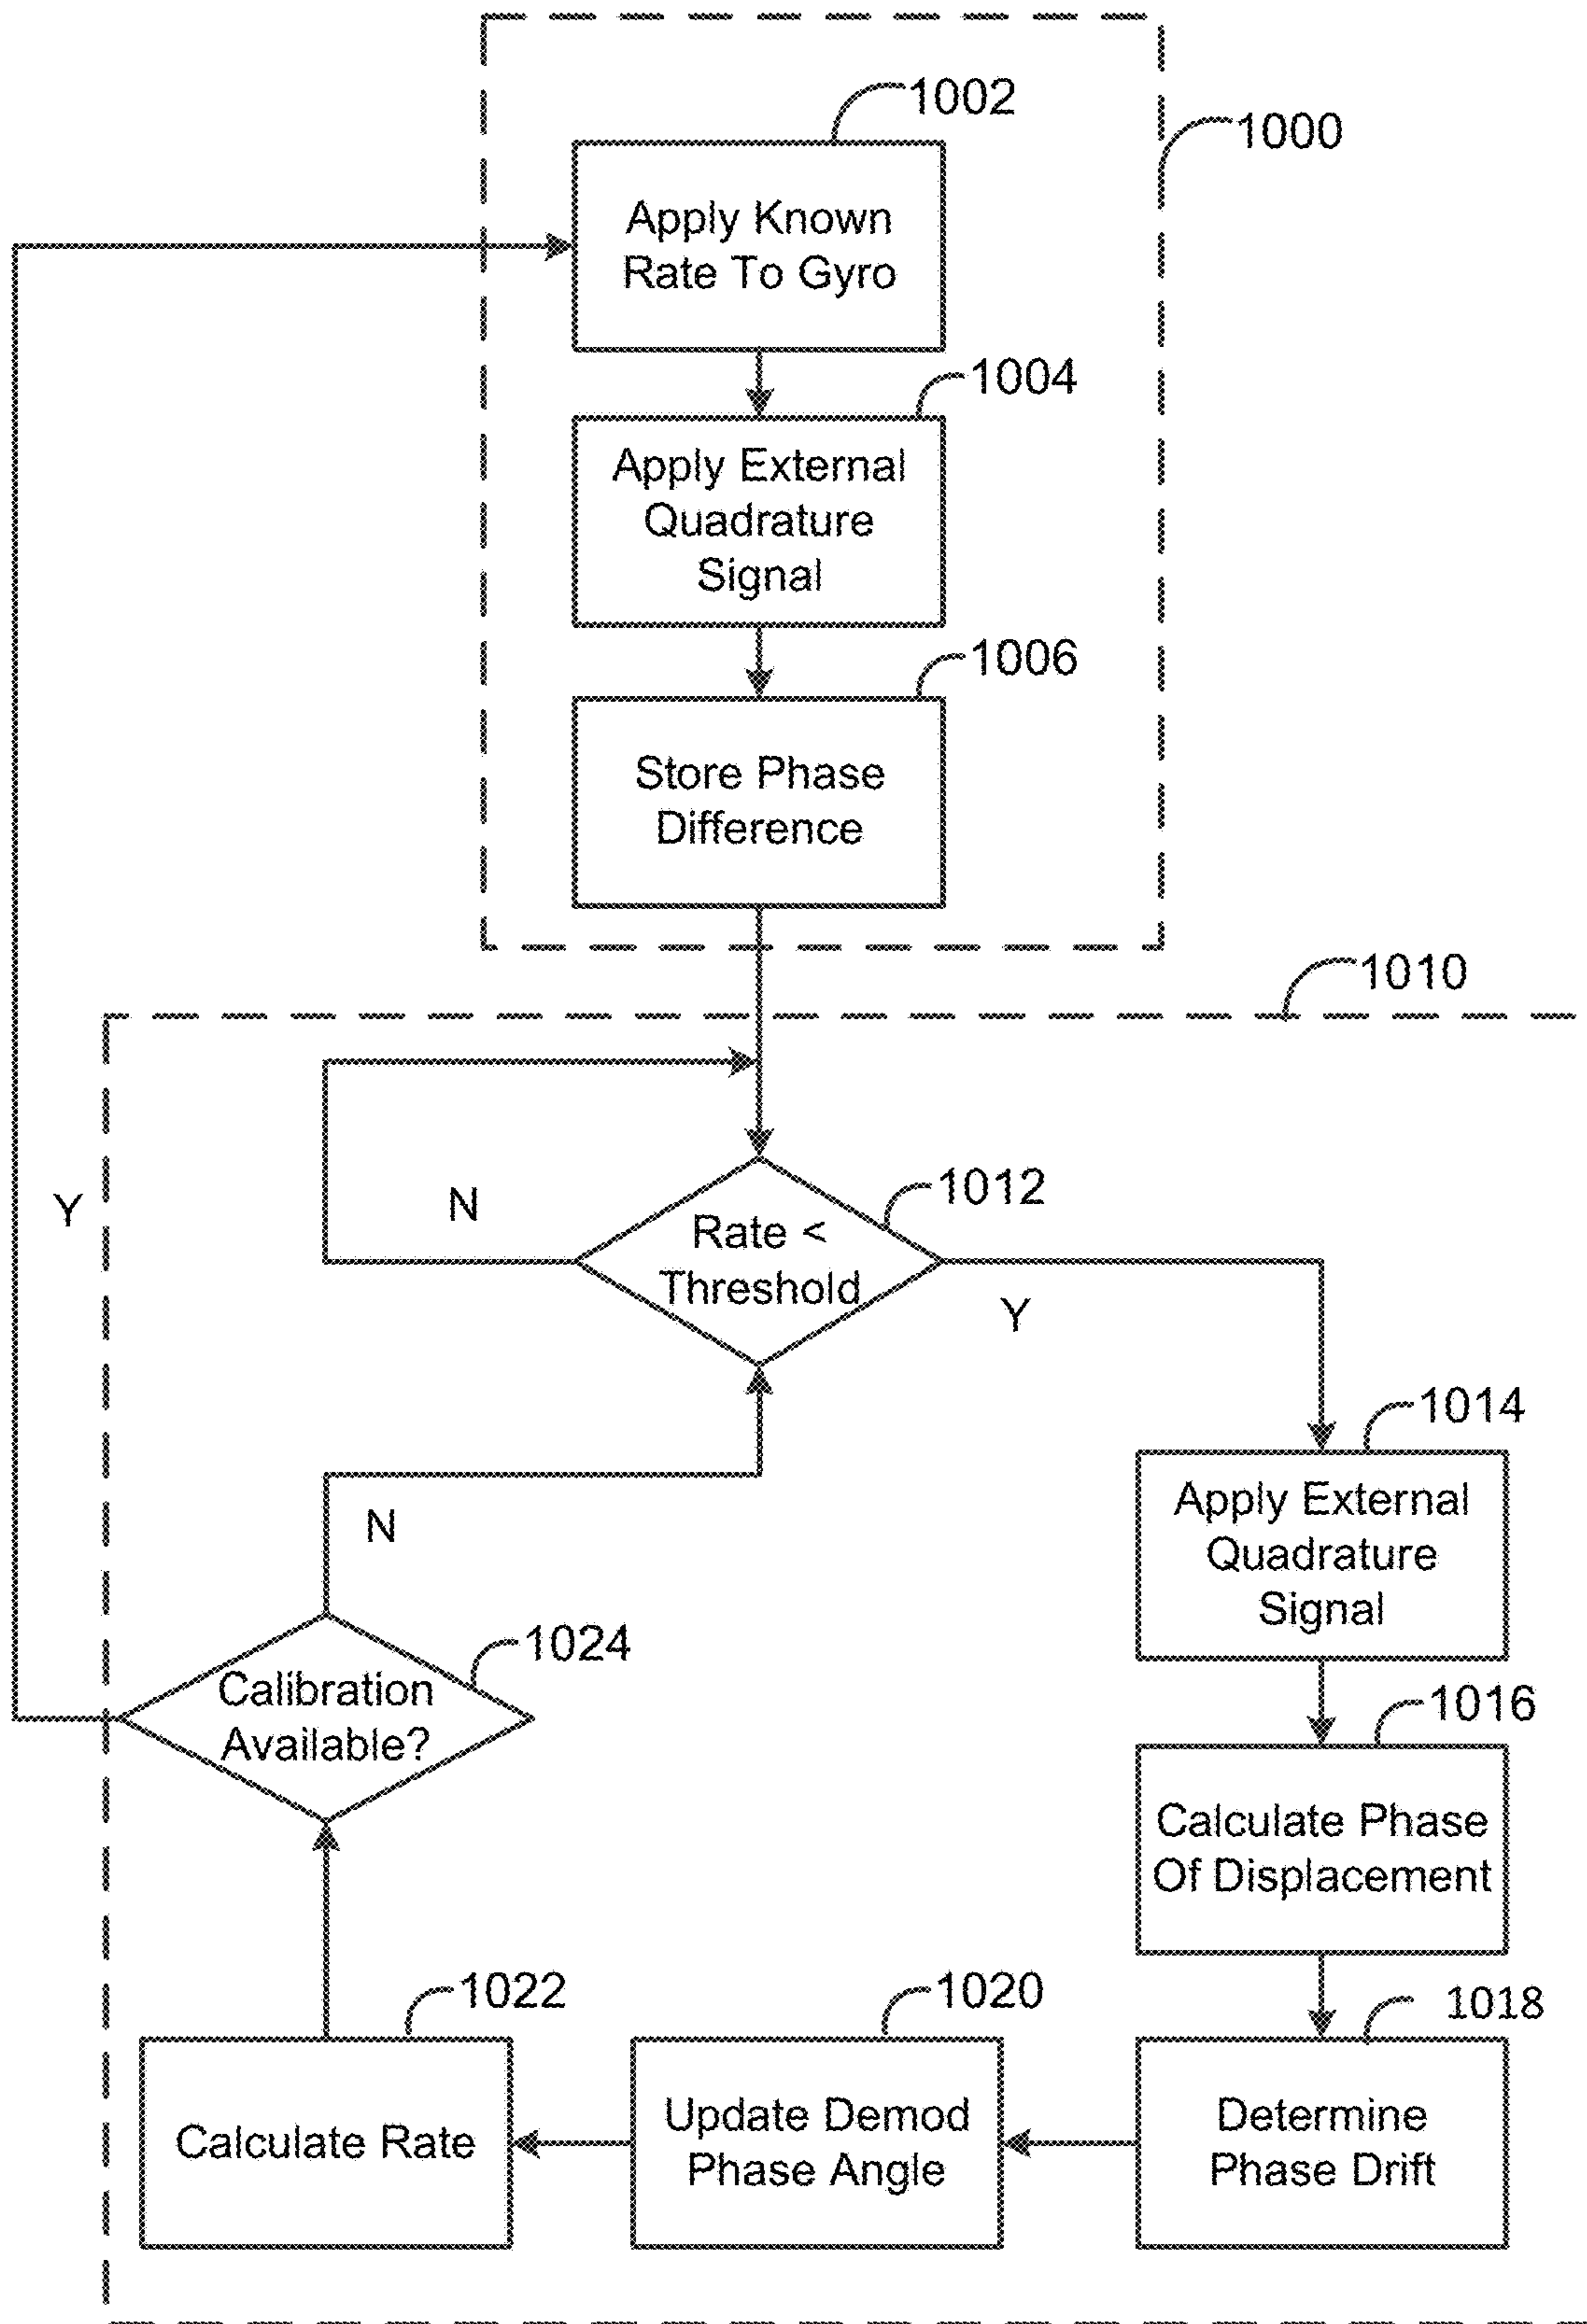 1002
1000
Apply Known
Rate To Gyro
1004
Apply External
Quadrature
Signal
1006
Store Phase
Difference
1010
Y
N
1012
Rate <
Threshold
Y
1014
Apply External
Quadrature
Signal
N
1024
Calibration
Available?
1016
Calculate Phase
Of Displacement
1022
1020
1018
Calculate Rate
Update Demod
Phase Angle
Determine
Phase Drift